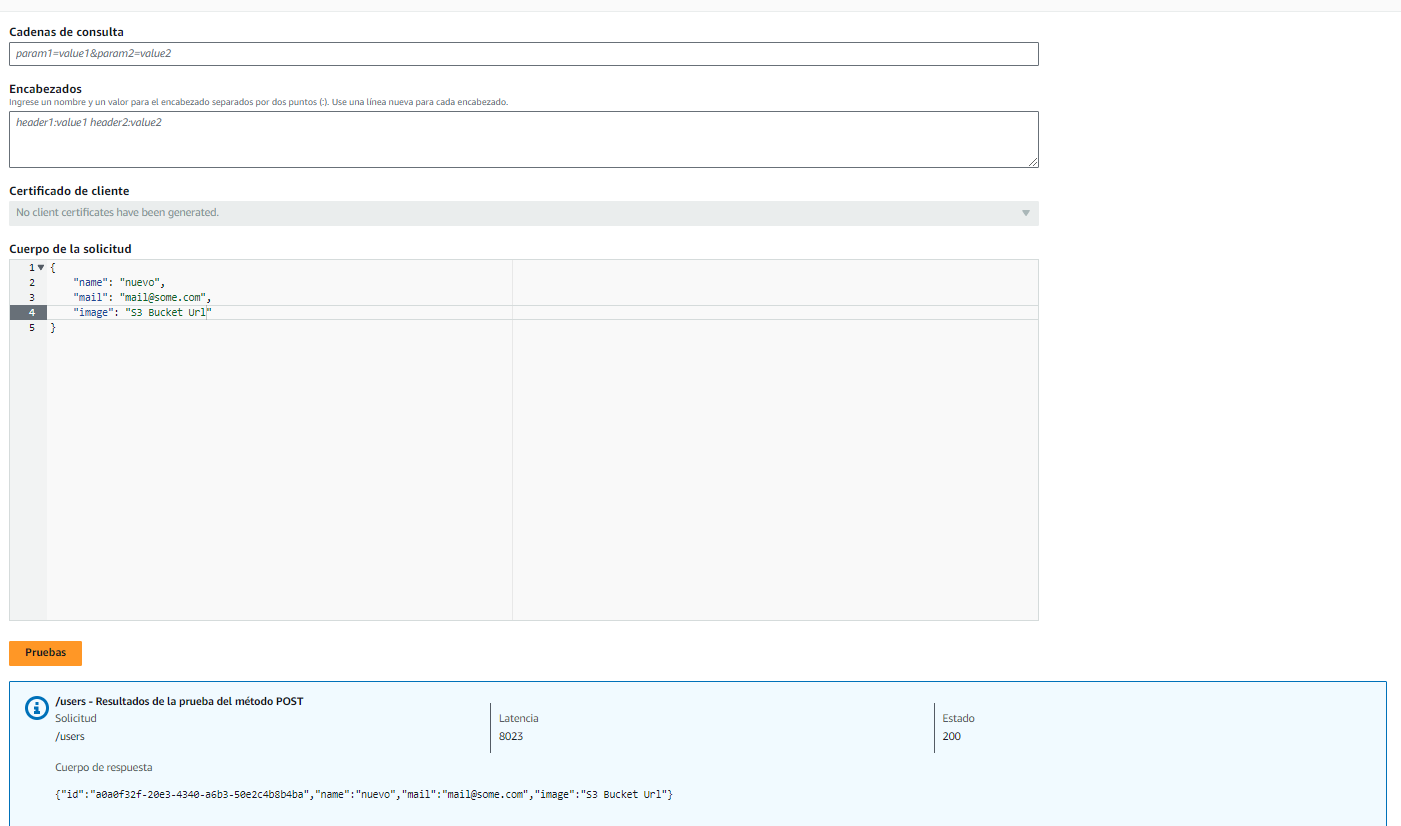 Cadenas de consulta
param1=value1&param2=value2
Encabezados
Ingrese un nombre y un valor para el encabezado separados por dos puntos (:). Use una línea nueva para cada encabezado.
header1:value1 header2:value2
Certificado de cliente
No client certificates have been generated.
Cuerpo de la solicitud
1 {
2 "name": "nuevo",
3 "mail": "mail@some.com",
4 "image": "S3 Bucket Url"
5 }
Pruebas
/users - Resultados de la prueba del método POST
Solicitud Latencia Estado
/users 8023 200
Cuerpo de respuesta
{"id":"a0a0f32f-20e3-4340-a6b3-50e2c4b8b4ba","name":"nuevo","mail":"mail@some.com","image":"S3 Bucket Url"}